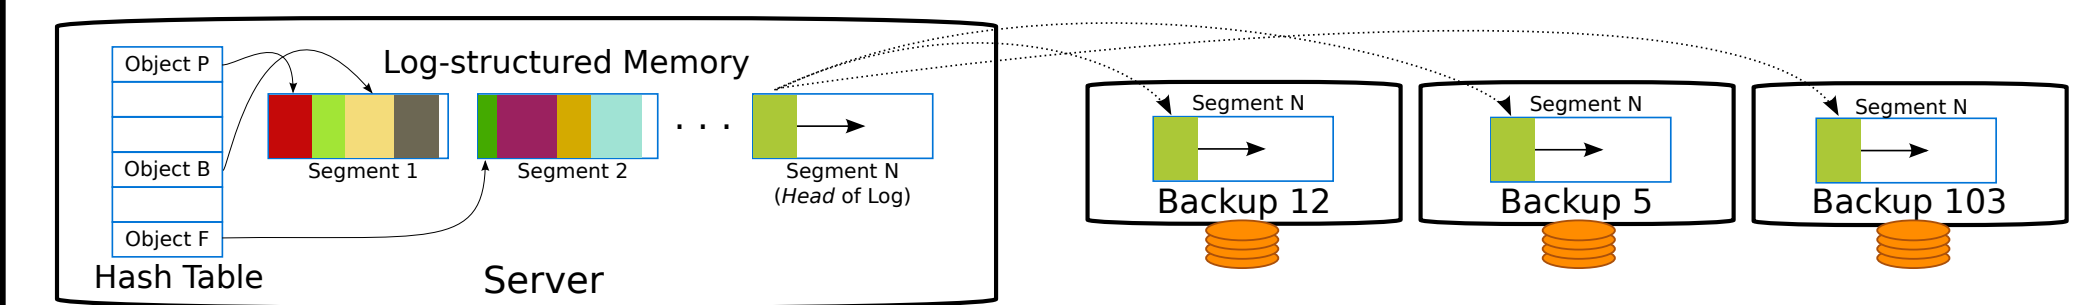 Object P
Object B
Object F
Hash Table
Log-structured Memory
Segment 1
Segment 2
. . .
Segment N
(Head of Log)
Server
Segment N
Backup 12
Segment N
Backup 5
Segment N
Backup 103